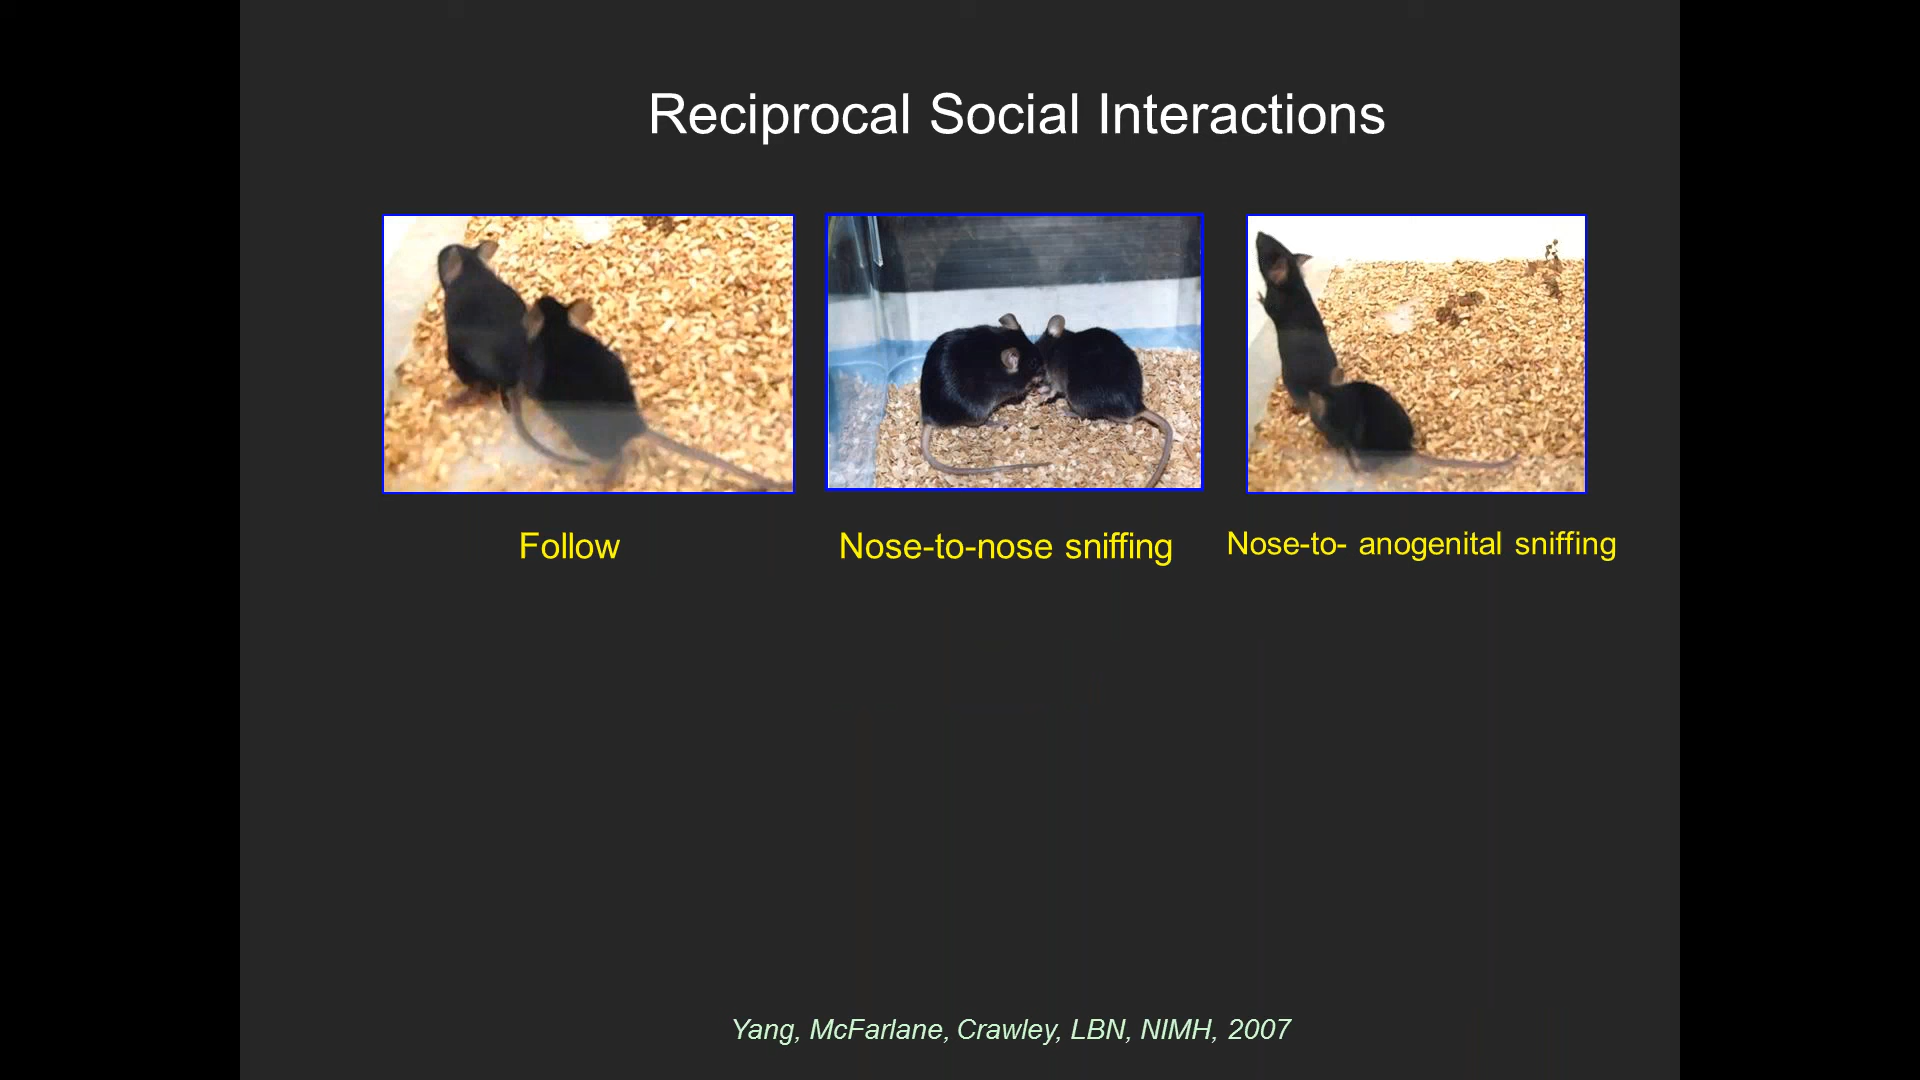 Reciprocal Social Interactions
Follow
Nose-to-nose sniffing
Nose-to- anogenital sniffing
Yang, McFarlane, Crawley, LBN, NIMH, 2007